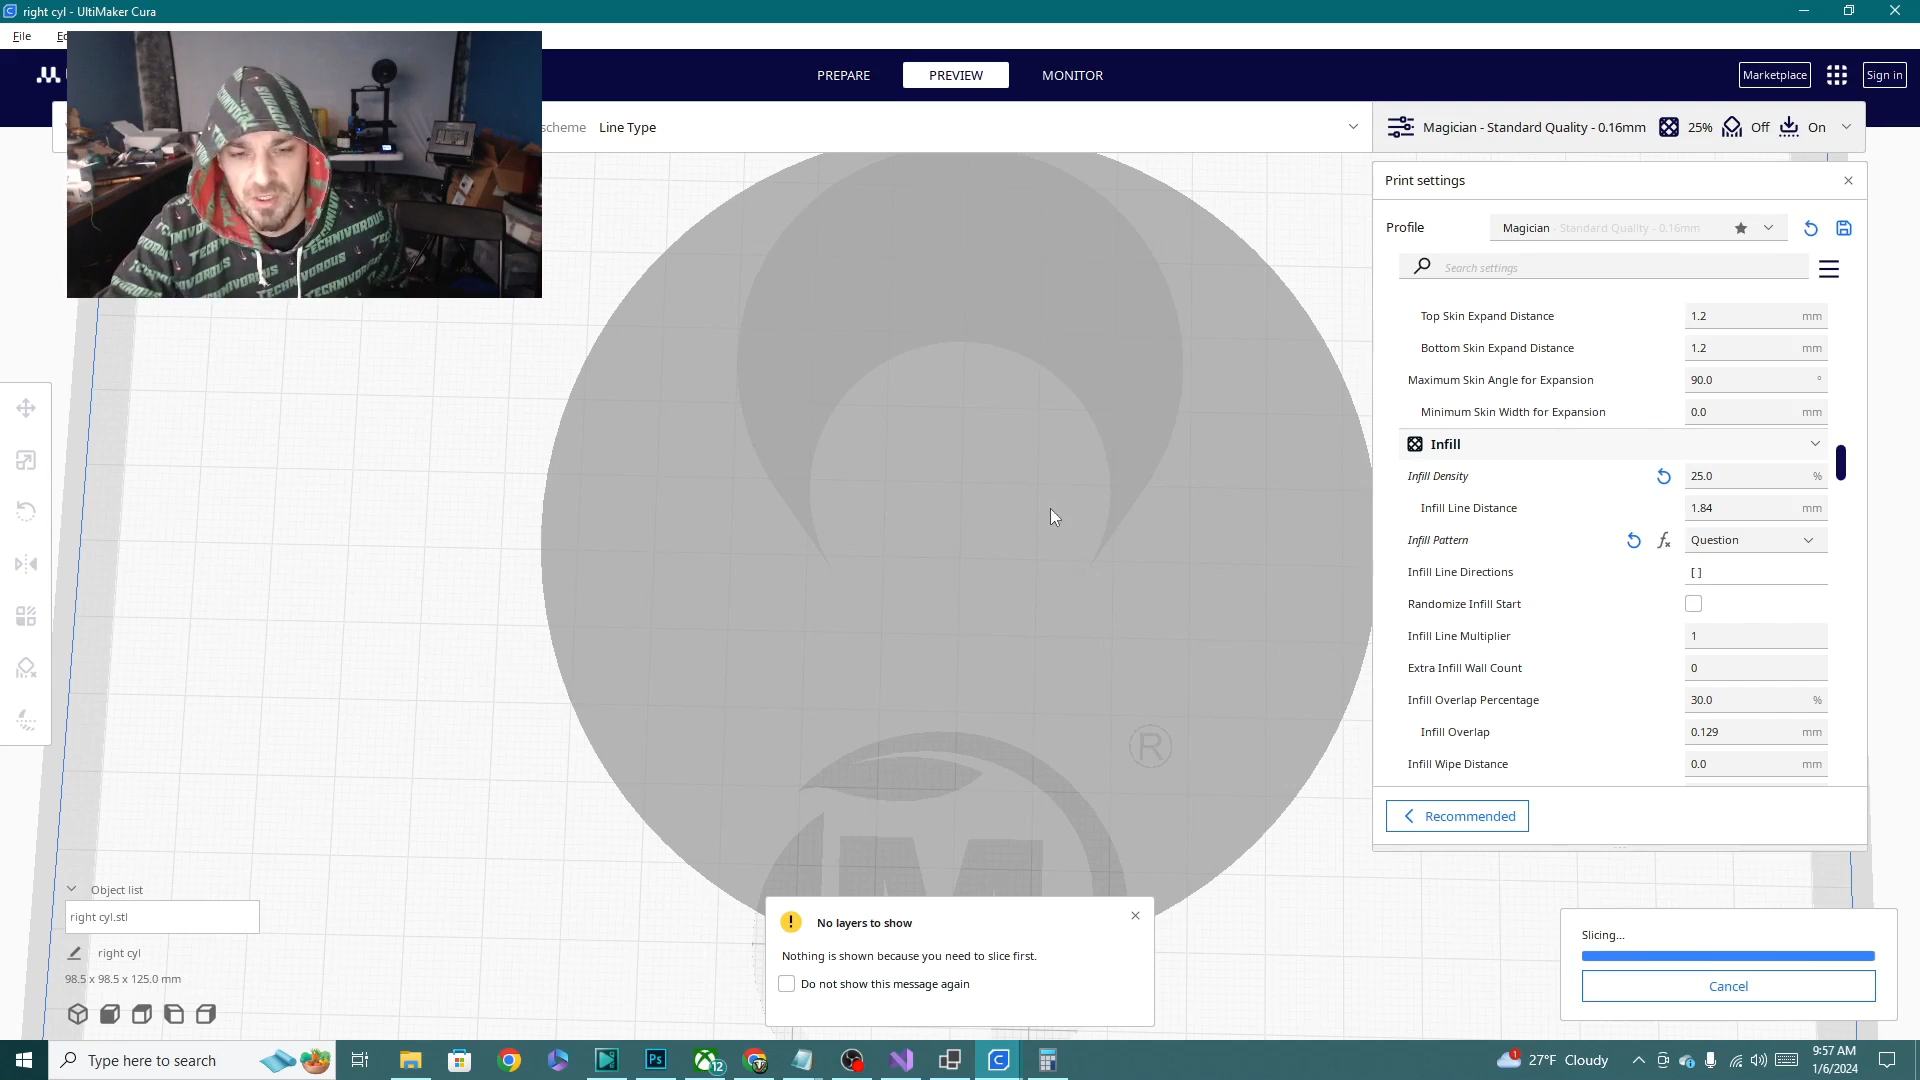 right cyl - UltiMaker Cura
File
PREPARE
PREVIEW
MONITOR
Marketplace
Sign in
scheme
Line Type
Magician - Standard Quality - 0.16mm
25%
Off
On
Print settings
Profile
Magician - Standard Quality - 0.16mm
Search settings
Top Skin Expand Distance
1.2
mm
Bottom Skin Expand Distance
1.2
mm
Maximum Skin Angle for Expansion
90.0
°
Minimum Skin Width for Expansion
0.0
mm
Infill
Infill Density
25.0
%
Infill Line Distance
1.84
mm
Infill Pattern
Question
Infill Line Directions
[ ]
Randomize Infill Start
Infill Line Multiplier
1
Extra Infill Wall Count
0
Infill Overlap Percentage
30.0
%
Infill Overlap
0.129
mm
Infill Wipe Distance
0.0
mm
Recommended
TECHNIVOROUS
®
M
Object list
right cyl.stl
right cyl
98.5 x 98.5 x 125.0 mm
No layers to show
Nothing is shown because you need to slice first.
Do not show this message again
Slicing...
Cancel
Type here to search
Ps
12
1
27°F Cloudy
9:57 AM
1/6/2024